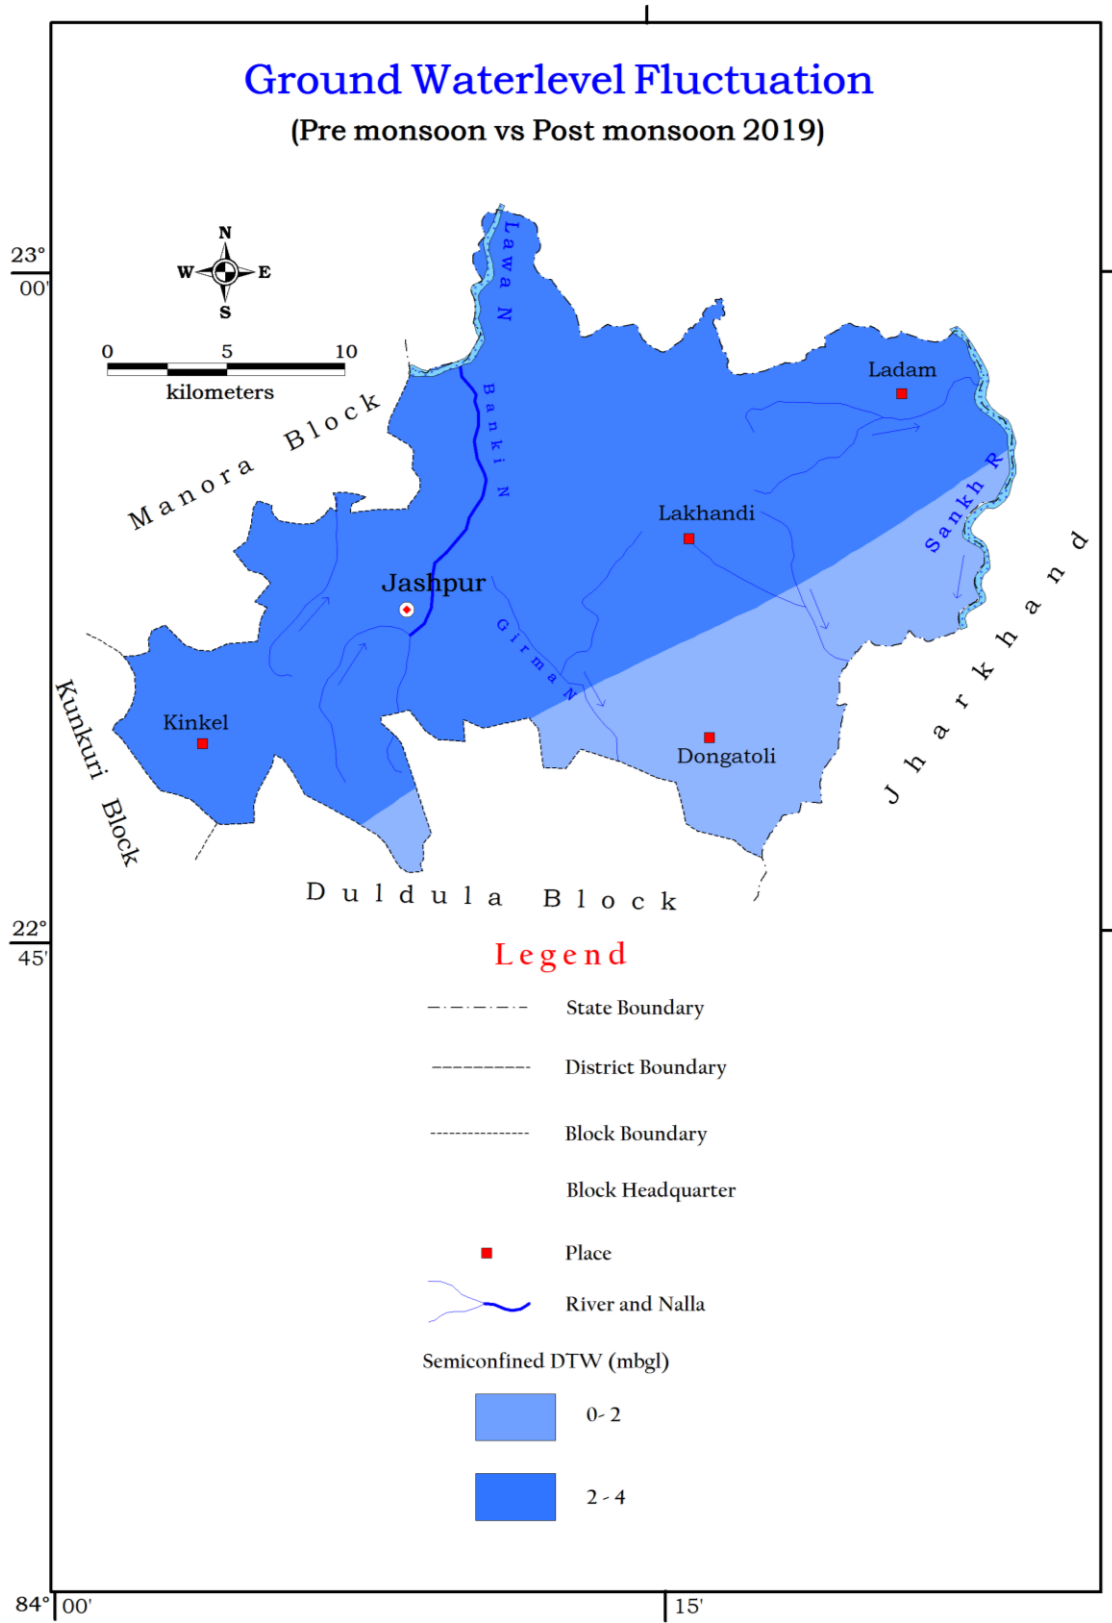 Ground Waterlevel Fluctuation
(Pre monsoon vs Post monsoon 2019)
N
W E
S
23°
00'
0 5 10
kilometers
Lawa N
Banki N
Manora Block
Ladam
Sankh R
Lakhandi
Jashpur
Girma N
Jharkhand
Kinkel
Kunkuri Block
Dongatoli
Duldula Block
22°
45'
Legend
State Boundary
District Boundary
Block Boundary
Block Headquarter
Place
River and Nalla
Semiconfined DTW (mbgl)
0- 2
2 - 4
84° 00' 15'